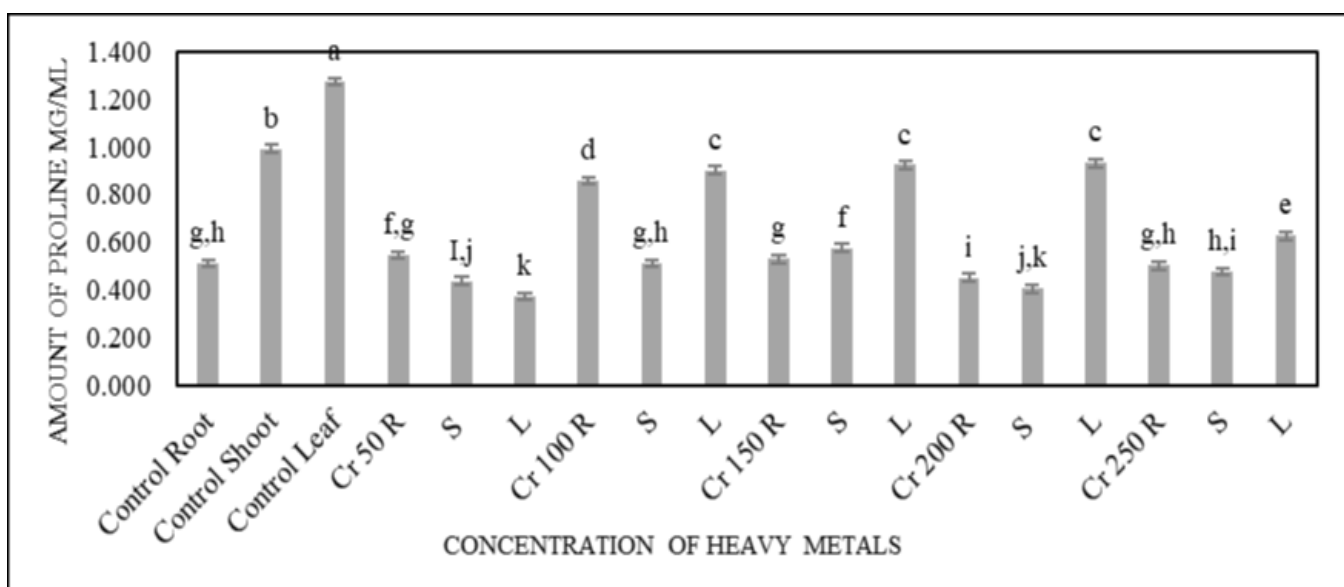 AMOUNT OF PROLINE MG/ML
1.400
1.200
1.000
0.800
0.600
0.400
0.200
0.000
g,h
b
a
f,g
I,j
k
d
g,h
c
g
f
c
i
j,k
c
g,h
h,i
e
Control Root
Control Shoot
Control Leaf
Cr 50 R
S
L
Cr 100 R
S
L
Cr 150 R
S
L
Cr 200 R
S
L
Cr 250 R
S
L
CONCENTRATION OF HEAVY METALS